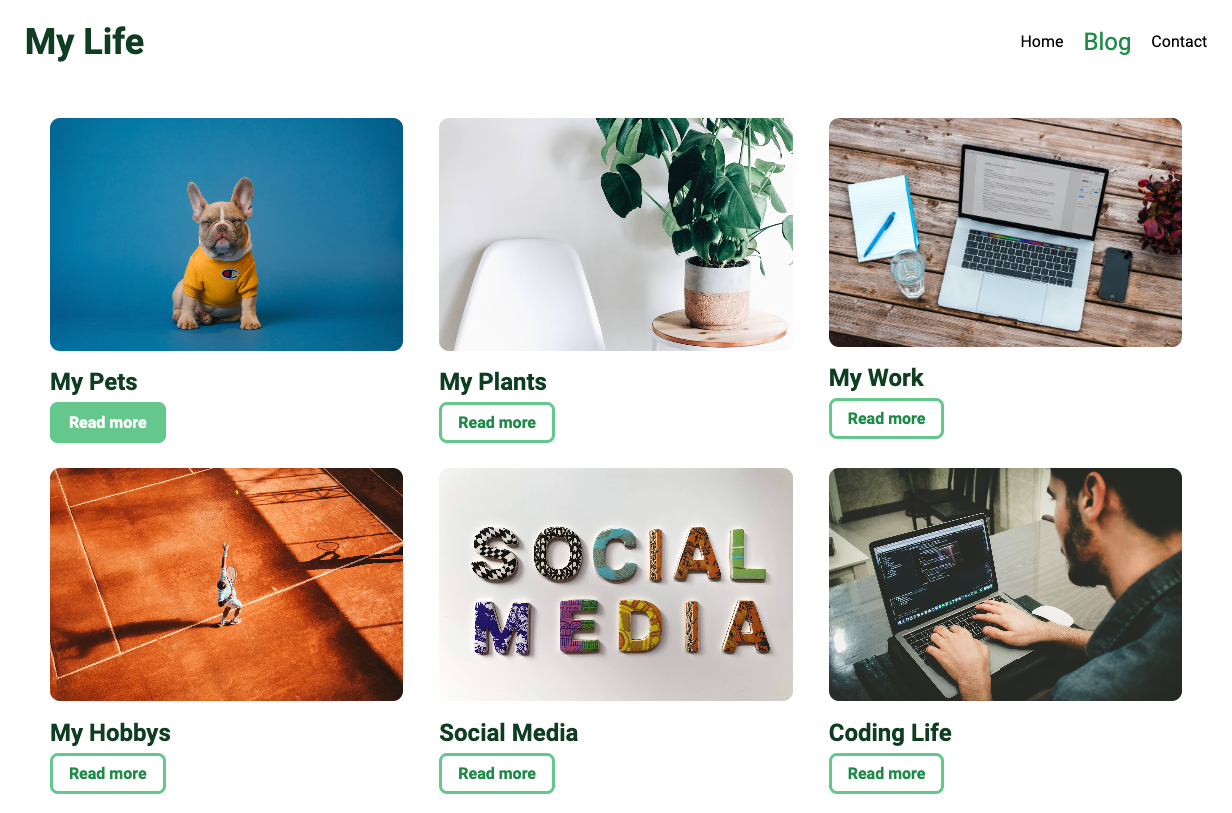 My Life
Home Blog Contact
My Pets
Read more
My Plants
Read more
My Work
Read more
My Hobbys
Read more
SOCIAL
MEDIA
Social Media
Read more
Coding Life
Read more